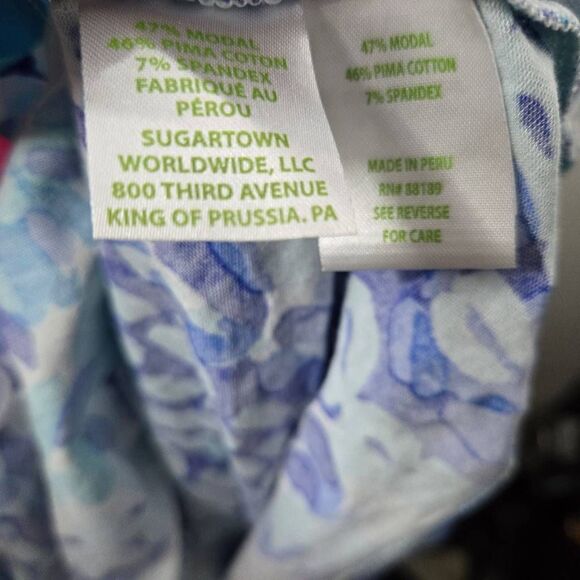 47% MODAL
46% PIMA COTON
7% SPANDEX
FABRIQUÉ AU
PÉROU
SUGARTOWN
WORLDWIDE, LLC
800 THIRD AVENUE
KING OF PRUSSIA. PA
47% MODAL
46% PIMA COTTON
7% SPANDEX
MADE IN PERU
RN# 88189
SEE REVERSE
FOR CARE